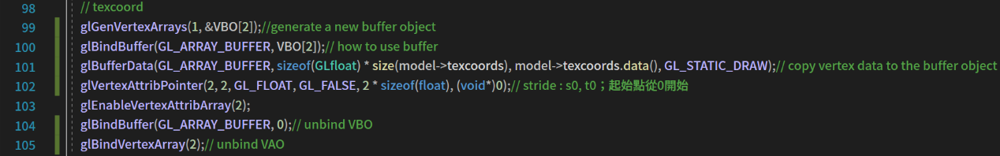 98 // texcoord
99 glGenVertexArrays(1, &VBO[2]);//generate a new buffer object
100 glBindBuffer(GL_ARRAY_BUFFER, VBO[2]);// how to use buffer
101 glBufferData(GL_ARRAY_BUFFER, sizeof(GLfloat) * size(model->texcoords), model->texcoords.data(), GL_STATIC_DRAW);// copy vertex data to the buffer object
102 glVertexAttribPointer(2, 2, GL_FLOAT, GL_FALSE, 2 * sizeof(float), (void*)0);// stride : s0, t0；起始點從0開始
103 glEnableVertexAttribArray(2);
104 glBindBuffer(GL_ARRAY_BUFFER, 0);// unbind VBO
105 glBindVertexArray(2);// unbind VAO